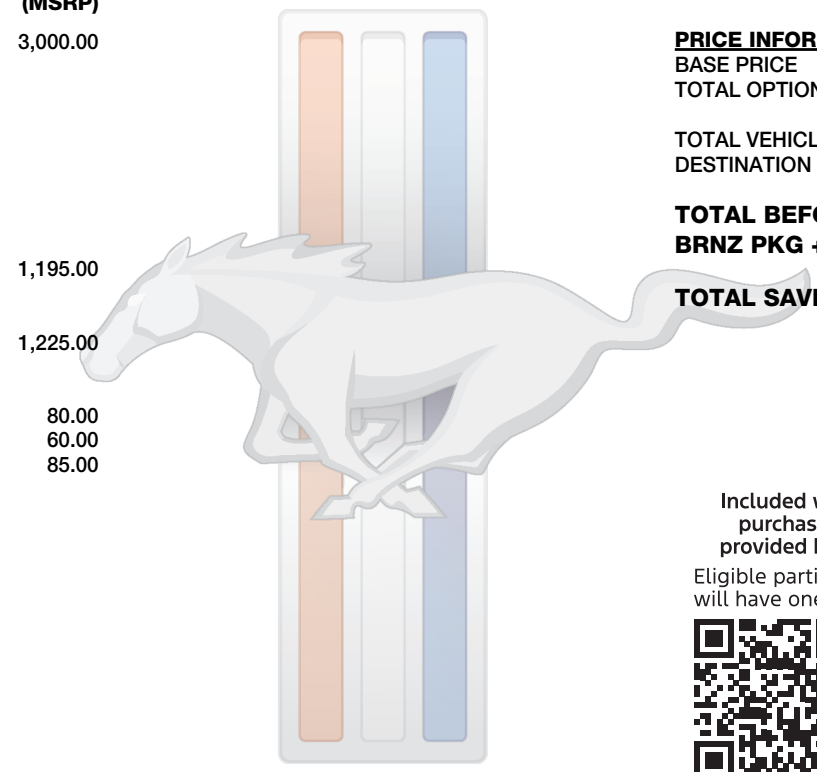 (MSRP)
3,000.00
1,195.00
1,225.00
80.00
60.00
85.00
PRICE INFOR
BASE PRICE
TOTAL OPTION
TOTAL VEHICL
DESTINATION
TOTAL BEFO
BRNZ PKG +
TOTAL SAVI
Included w
purchas
provided b
Eligible parti
will have one